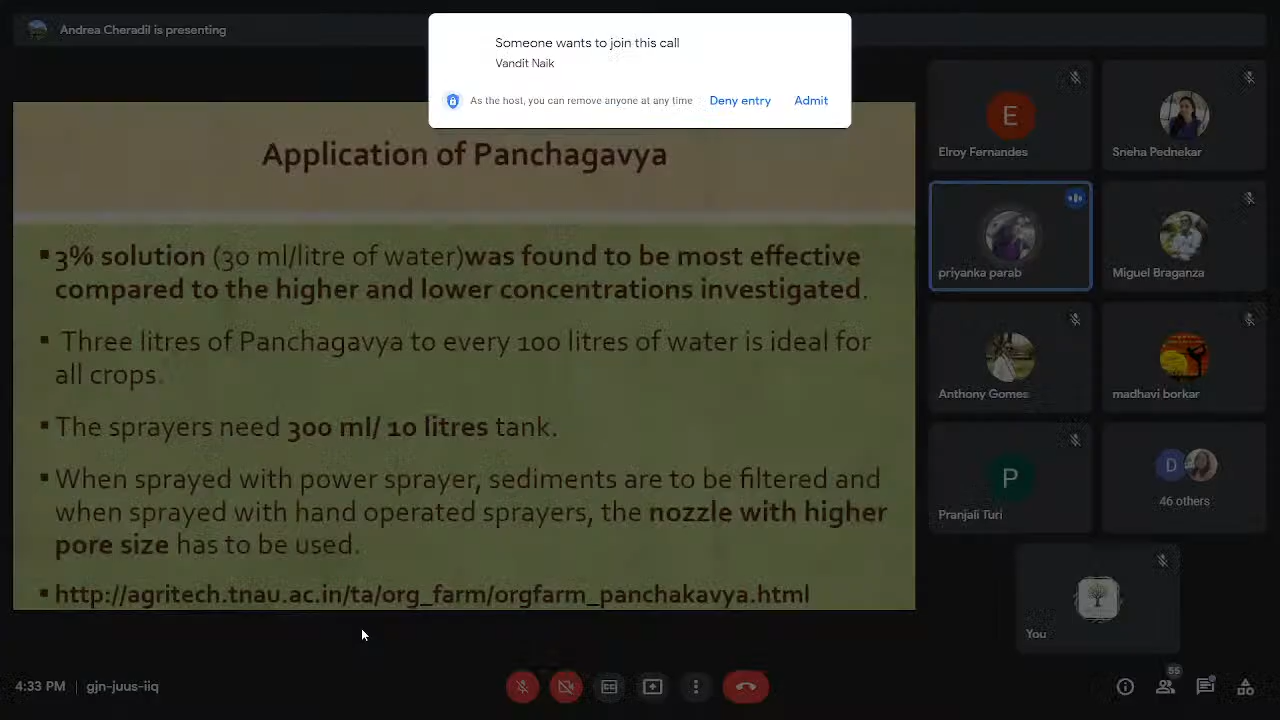 Andrea Cheradil is presenting
Someone wants to join this call
Vandit Naik
As the host, you can remove anyone at any time
Deny entry
Admit
Application of Panchagavya
▪ 3% solution (30 ml/litre of water)was found to be most effective
compared to the higher and lower concentrations investigated.
▪ Three litres of Panchagavya to every 100 litres of water is ideal for
all crops.
▪ The sprayers need 300 ml/ 10 litres tank.
▪ When sprayed with power sprayer, sediments are to be filtered and
when sprayed with hand operated sprayers, the nozzle with higher
pore size has to be used.
▪ http://agritech.tnau.ac.in/ta/org_farm/orgfarm_panchakavya.html
E
Elroy Fernandes
Sneha Pednekar
priyanka parab
Miguel Braganza
Anthony Gomes
madhavi borkar
P
Pranjali Turi
D
46 others
You
4:33 PM | gjn-juus-iiq
CC
55